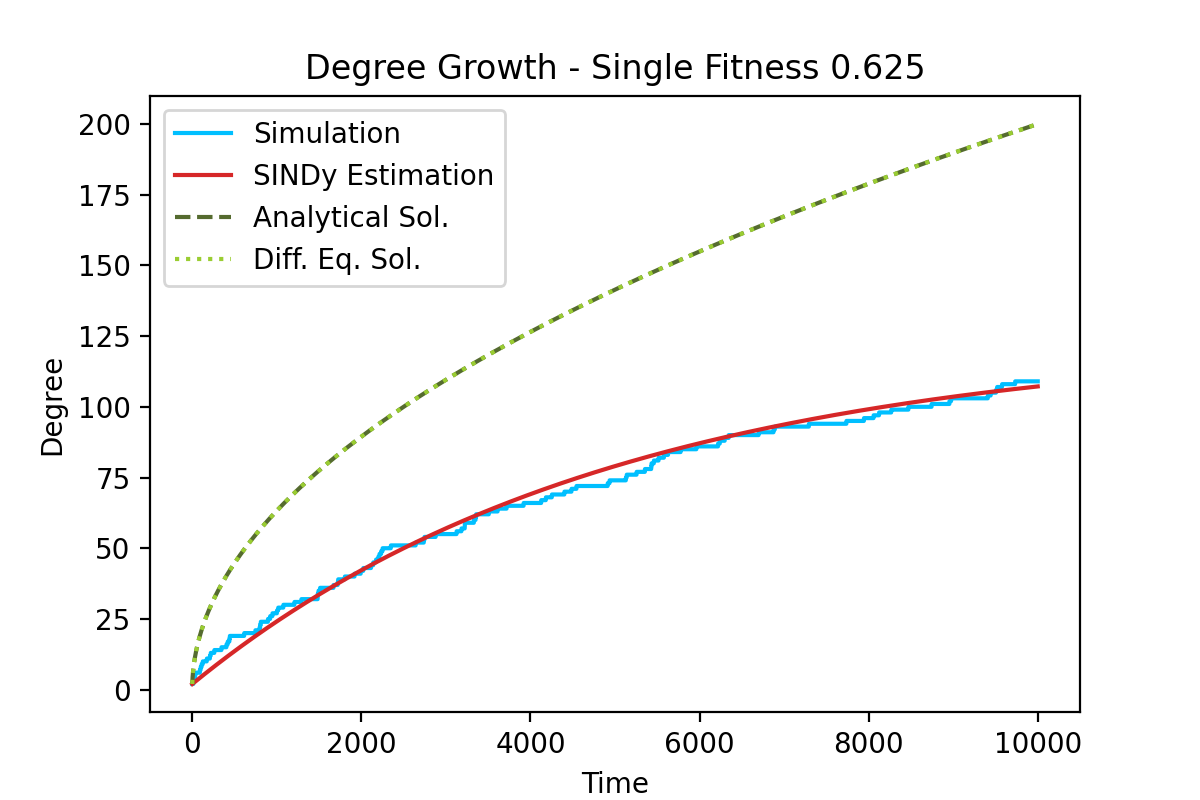 Degree Growth - Single Fitness 0.625
Simulation
SINDy Estimation
Analytical Sol.
Diff. Eq. Sol.
200
175
150
125
100
75
50
25
0
Degree
0 2000 4000 6000 8000 10000
Time